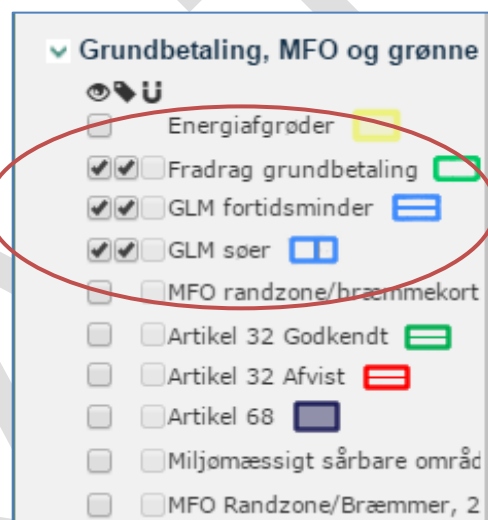 Grundbetaling, MFO og grønne
Energiafgrøder
Fradrag grundbetaling
GLM fortidsminder
GLM søer
MFO randzone/bræmmekort
Artikel 32 Godkendt
Artikel 32 Afvist
Artikel 68
Miljømæssigt sårbare områd
MFO Randzone/Bræmmer, 2